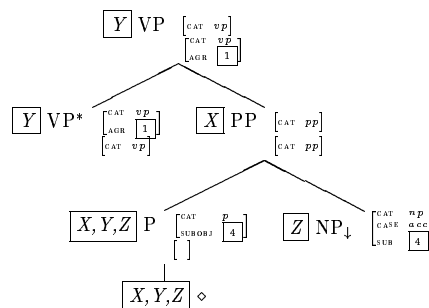 Y VP [CAT vp]
[CAT vp
AGR 1]
Y VP* [CAT vp
AGR 1]
[CAT vp]
X PP [CAT pp]
[CAT pp]
X,Y,Z P [CAT p
SUBOBJ 4]
[ ]
Z NP↓ [CAT np
CASE acc
SUB 4]
X,Y,Z ⋄